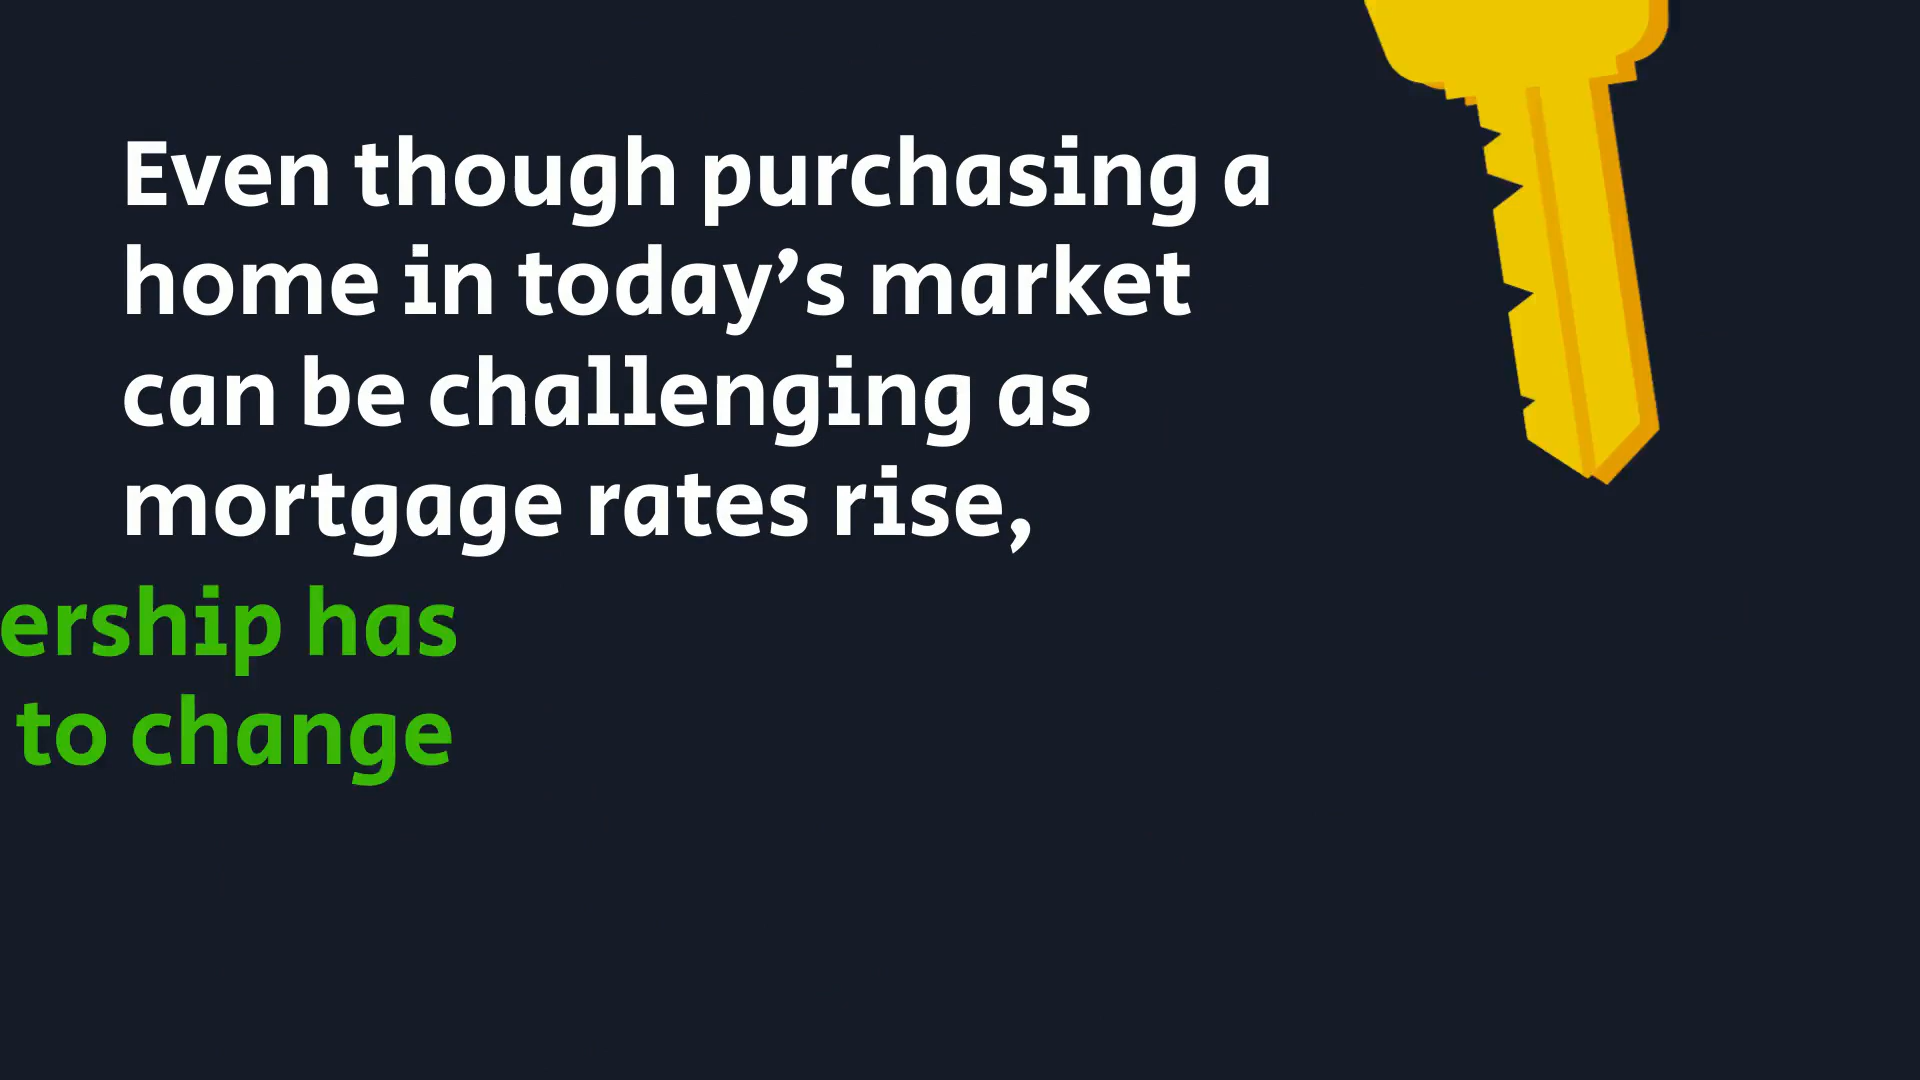 Even though purchasing a
home in today’s market
can be challenging as
mortgage rates rise,
ership has
to change